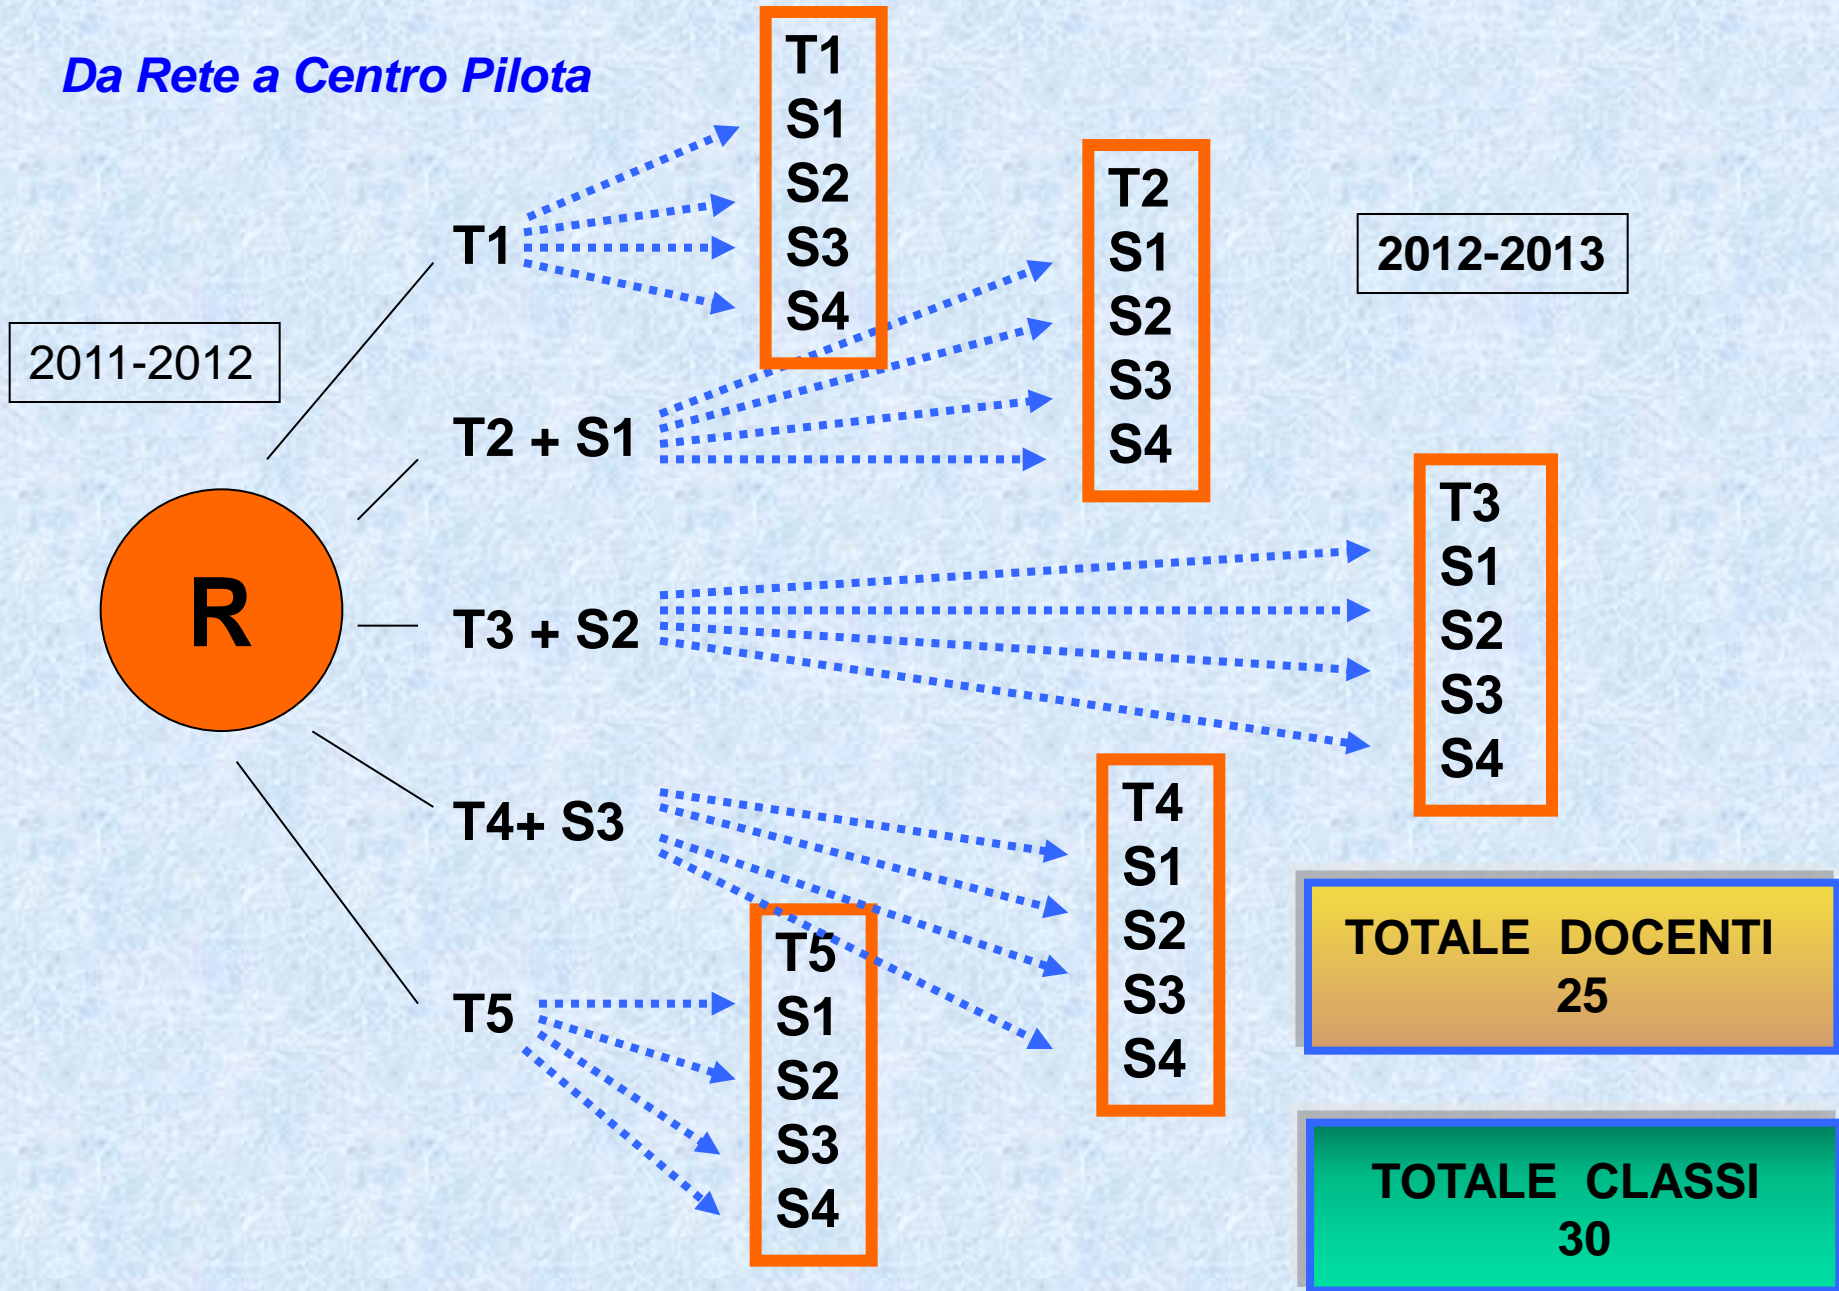 Da Rete a Centro Pilota
2011-2012
R
T1
T2 + S1
T3 + S2
T4+ S3
T5
T1
S1
S2
S3
S4
T2
S1
S2
S3
S4
2012-2013
T3
S1
S2
S3
S4
T4
S1
S2
S3
S4
T5
S1
S2
S3
S4
TOTALE DOCENTI
25
TOTALE CLASSI
30